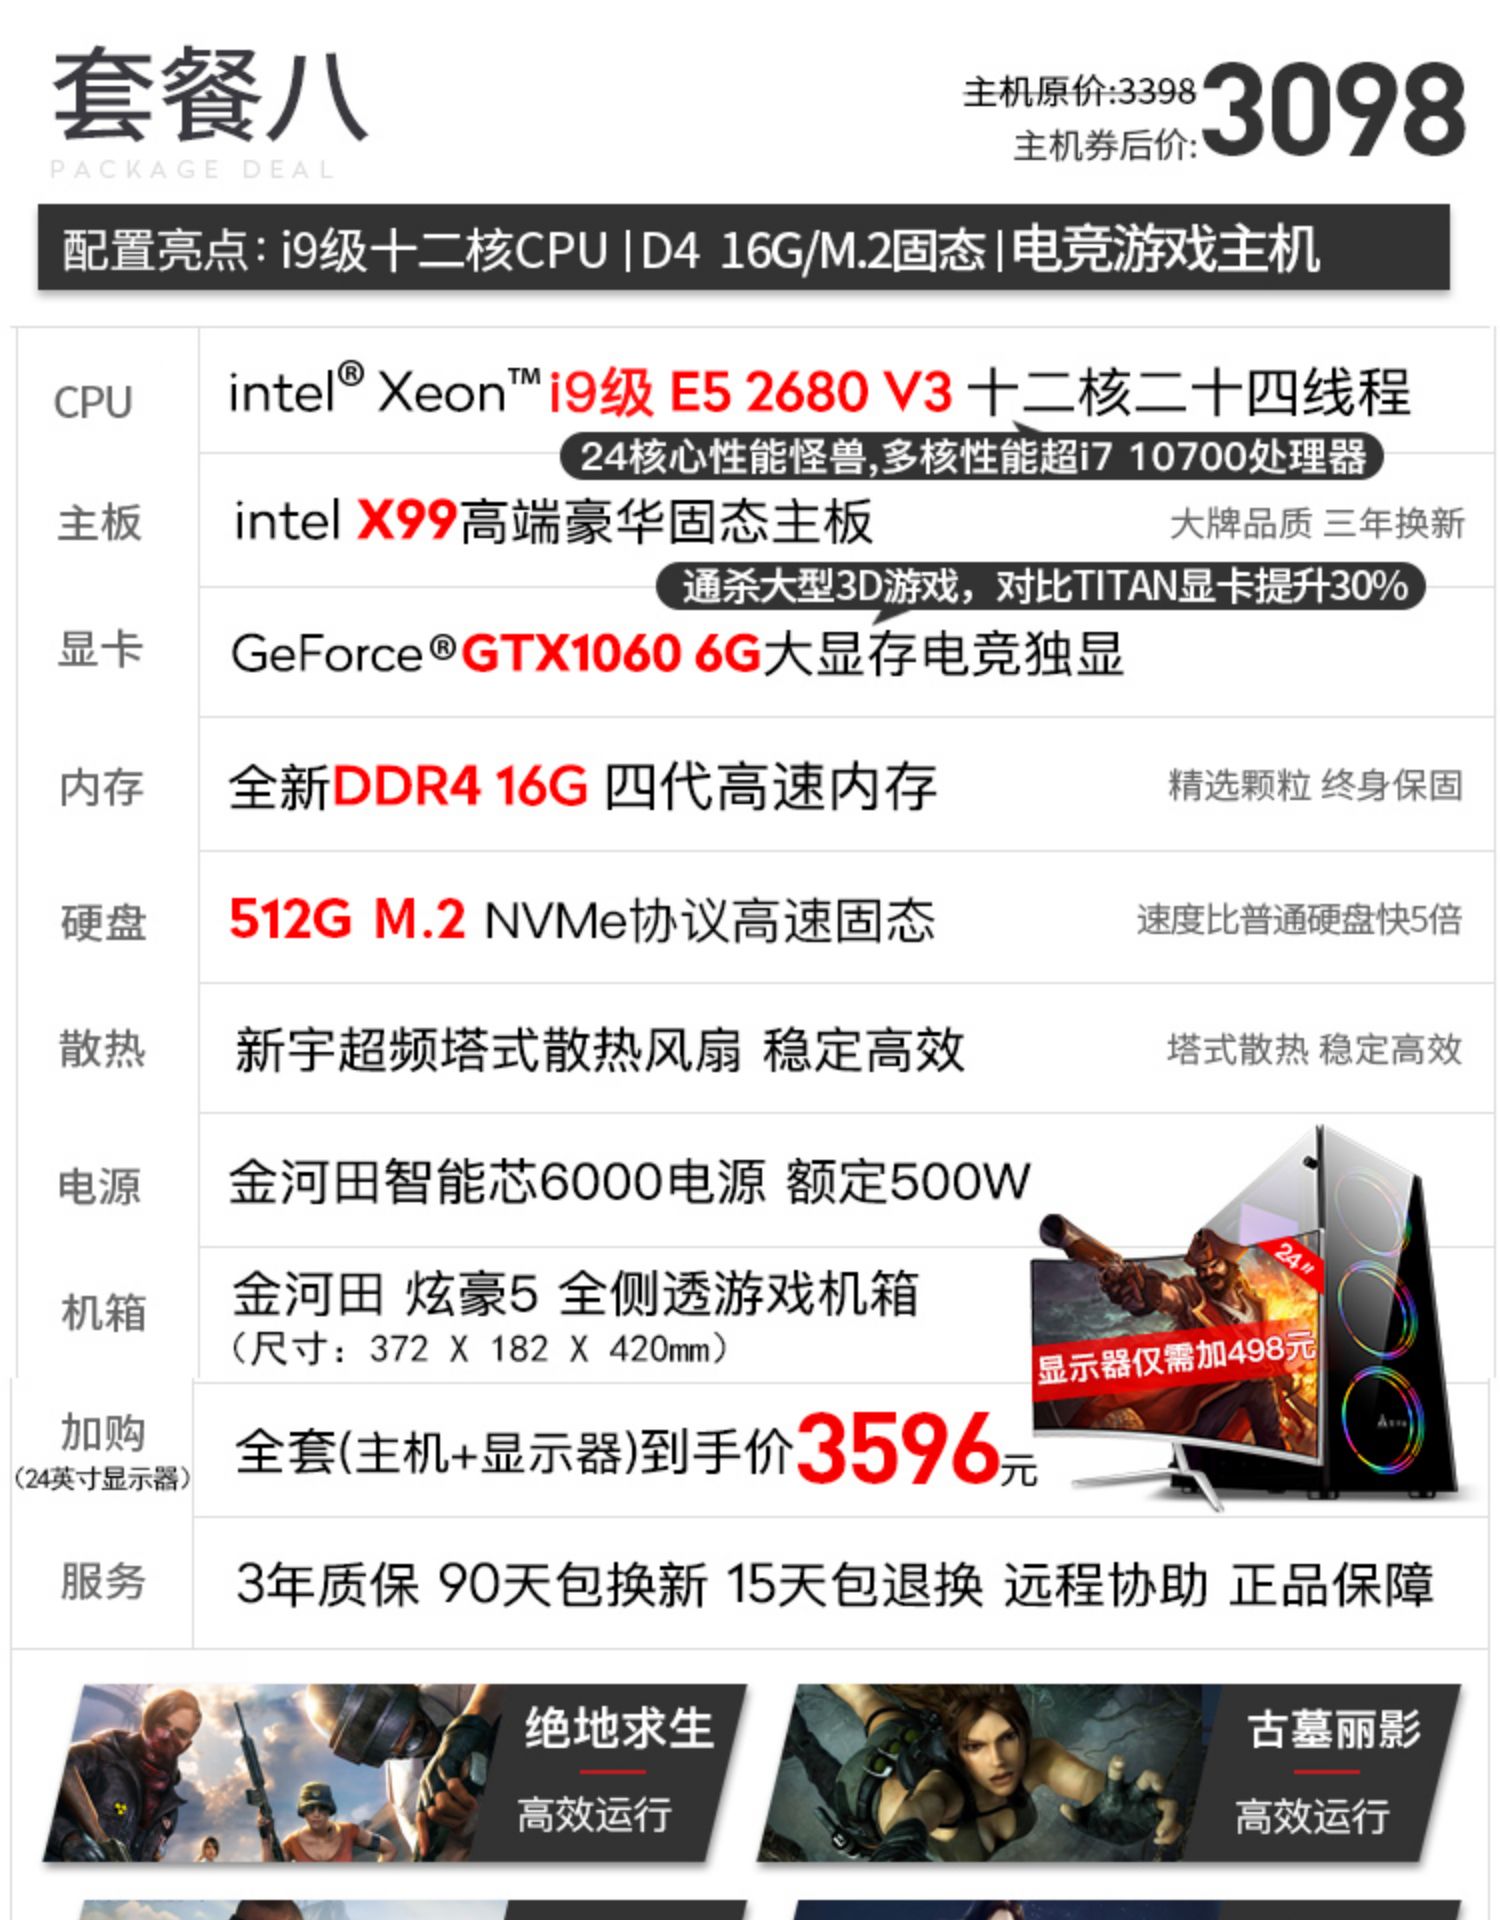 套餐八
PACKAGE DEAL
主机原价:3398
主机券后价:3098
配置亮点：i9级十二核CPU | D4 16G/M.2固态 | 电竞游戏主机
CPU
intel® Xeon™ i9级 E5 2680 V3 十二核二十四线程
24核心性能怪兽,多核性能超i7 10700处理器
主板
intel X99高端豪华固态主板
大牌品质 三年换新
通杀大型3D游戏，对比TITAN显卡提升30%
显卡
GeForce®GTX1060 6G大显存电竞独显
内存
全新DDR4 16G 四代高速内存
精选颗粒 终身保固
硬盘
512G M.2 NVMe协议高速固态
速度比普通硬盘快5倍
散热
新宇超频塔式散热风扇 稳定高效
塔式散热 稳定高效
电源
金河田智能芯6000电源 额定500W
机箱
金河田 炫豪5 全侧透游戏机箱
（尺寸：372 X 182 X 420mm）
24吋
显示器仅需加498元
加购
（24英寸显示器）
全套(主机+显示器)到手价3596元
服务
3年质保 90天包换新 15天包退换 远程协助 正品保障
绝地求生
高效运行
古墓丽影
高效运行